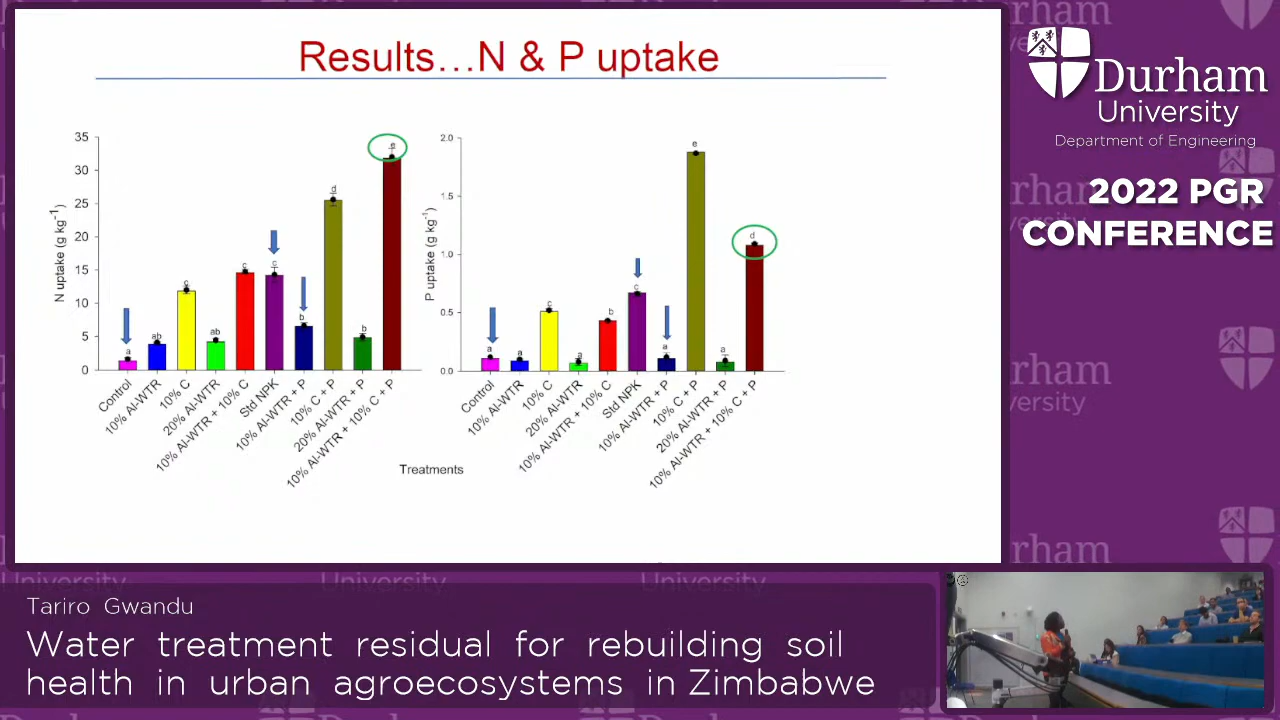 Results...N & P uptake
35
30
25
20
15
10
5
0
N uptake (g kg-1)
a
ab
c
ab
c
c
b
d
b
e
Control
10% Al-WTR
10% C
20% Al-WTR
10% Al-WTR + 10% C
Std NPK
10% Al-WTR + P
10% C + P
20% Al-WTR + P
10% Al-WTR + 10% C + P
2.0
1.5
1.0
0.5
0.0
P uptake (g kg-1)
a
a
c
a
b
c
a
e
a
d
Control
10% Al-WTR
10% C
20% Al-WTR
10% Al-WTR + 10% C
Std NPK
10% Al-WTR + P
10% C + P
20% Al-WTR + P
10% Al-WTR + 10% C + P
Treatments
Durham
University
Department of Engineering
2022 PGR
CONFERENCE
Tariro Gwandu
Water treatment residual for rebuilding soil
health in urban agroecosystems in Zimbabwe